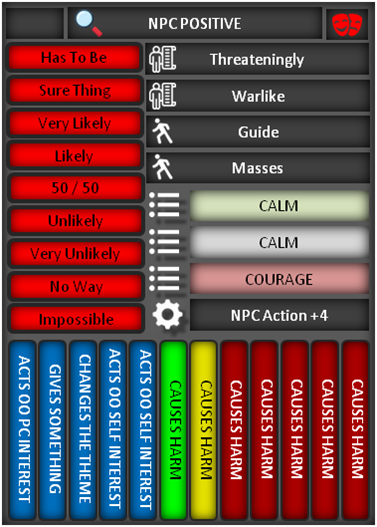 NPC POSITIVE
Has To Be
Threateningly
Sure Thing
Warlike
Very Likely
Guide
Likely
Masses
50 / 50
CALM
Unlikely
CALM
Very Unlikely
COURAGE
No Way
NPC Action +4
Impossible
ACTS OO PC INTEREST
GIVES SOMETHING
CHANGES THE THEME
ACTS OO SELF INTEREST
ACTS OO SELF INTEREST
CAUSES HARM
CAUSES HARM
CAUSES HARM
CAUSES HARM
CAUSES HARM
CAUSES HARM
CAUSES HARM